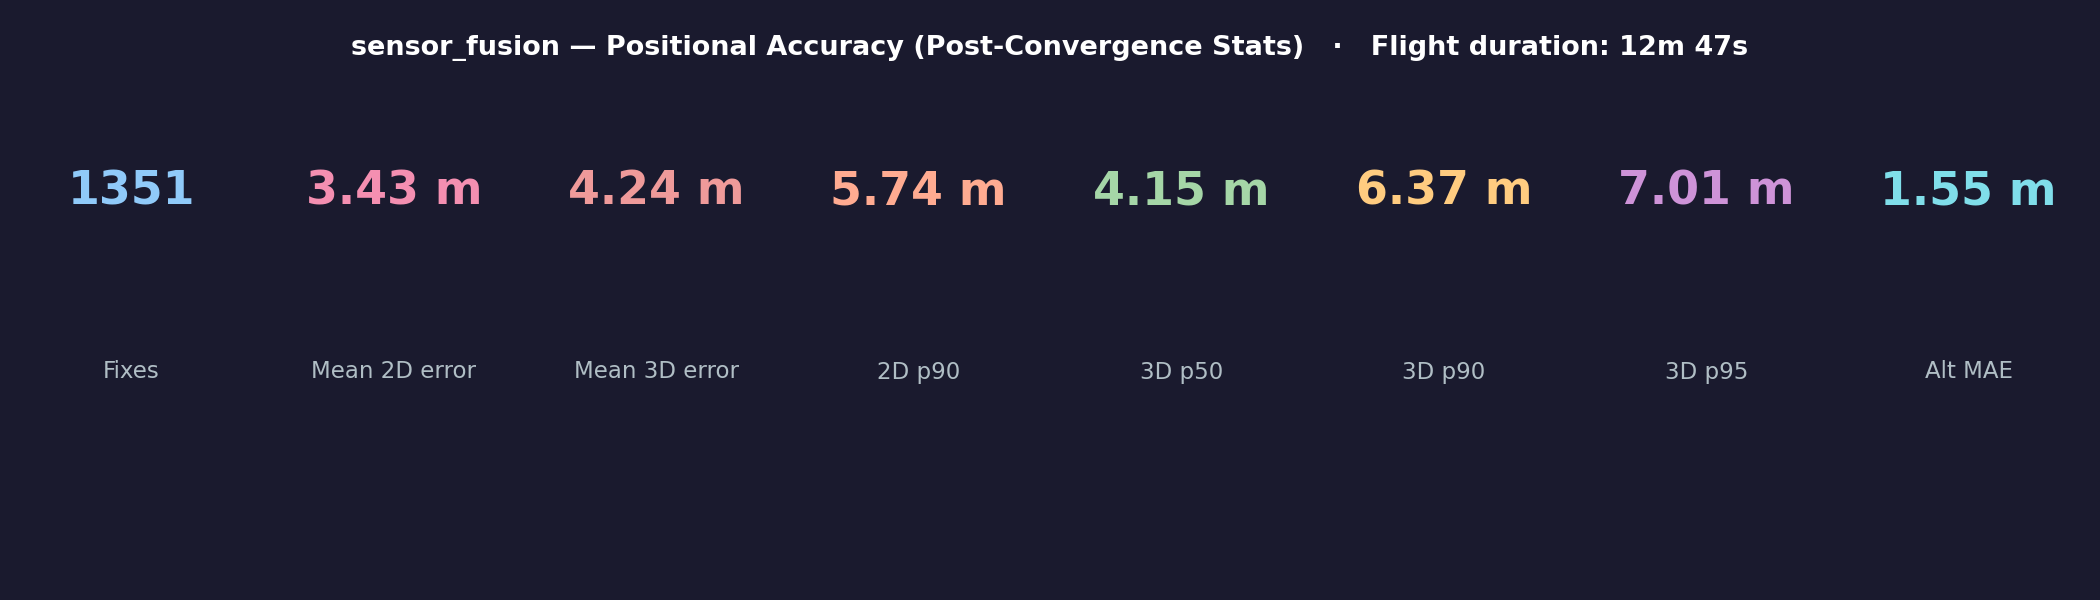 sensor_fusion — Positional Accuracy (Post-Convergence Stats)   ·   Flight duration: 12m 47s
1351   3.43 m   4.24 m   5.74 m   4.15 m   6.37 m   7.01 m   1.55 m
Fixes   Mean 2D error   Mean 3D error   2D p90   3D p50   3D p90   3D p95   Alt MAE